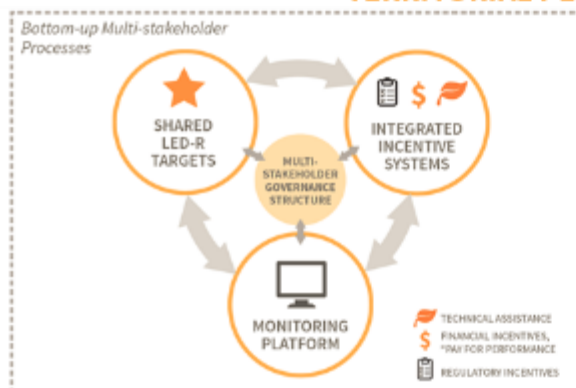 Bottom-up Multi-stakeholder
Processes
SHARED
LED-R
TARGETS
$
INTEGRATED
INCENTIVE
SYSTEMS
MULTI-
STAKEHOLDER
GOVERNANCE
STRUCTURE
MONITORING
PLATFORM
TECHNICAL ASSISTANCE
$ FINANCIAL INCENTIVES,
"PAY FOR PERFORMANCE
REGULATORY INCENTIVES